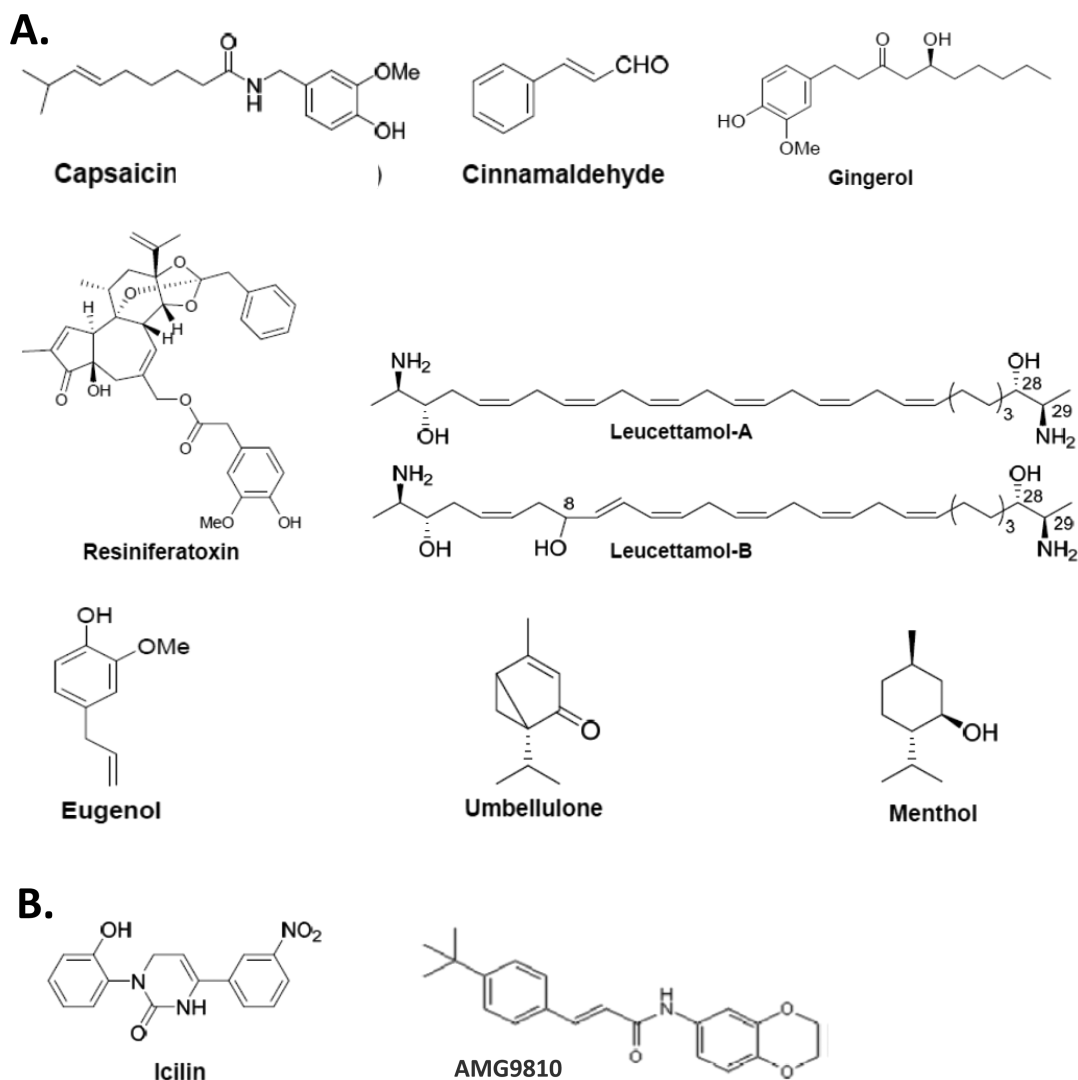 A.
O
N
H
OMe
OH
Capsaicin
)
CHO
Cinnamaldehyde
O
OH
HO
OMe
Gingerol
O
O
O
H
H
H
O
OH
O
O
MeO
OH
Resiniferatoxin
NH2
OH
OH
28
29
3
NH2
Leucettamol-A
NH2
OH
8
HO
OH
28
29
3
NH2
Leucettamol-B
OH
OMe
Eugenol
O
Umbellulone
OH
Menthol
B.
OH
NO2
N
NH
O
Icilin
H
N
O
O
O
AMG9810